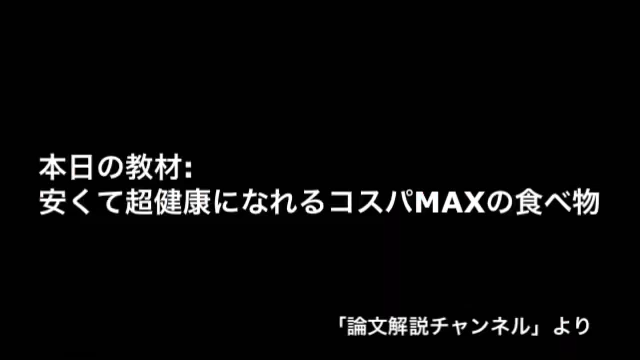 本日の教材:
安くて超健康になれるコスパMAXの食べ物
「論文解説チャンネル」より